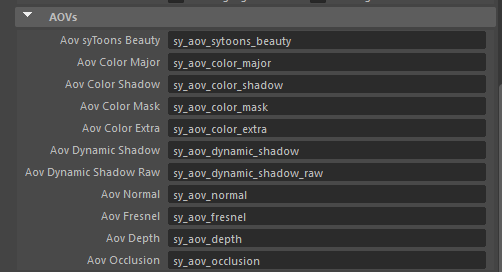 AOVs
Aov syToons Beauty sy_aov_sytoons_beauty
Aov Color Major sy_aov_color_major
Aov Color Shadow sy_aov_color_shadow
Aov Color Mask sy_aov_color_mask
Aov Color Extra sy_aov_color_extra
Aov Dynamic Shadow sy_aov_dynamic_shadow
Aov Dynamic Shadow Raw sy_aov_dynamic_shadow_raw
Aov Normal sy_aov_normal
Aov Fresnel sy_aov_fresnel
Aov Depth sy_aov_depth
Aov Occlusion sy_aov_occlusion